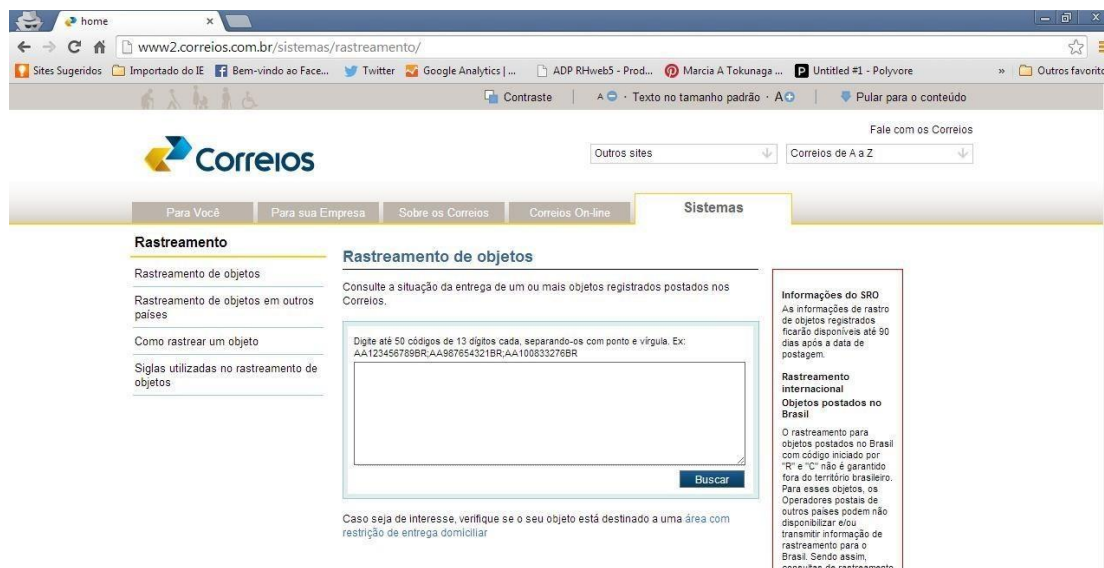 home
www2.correios.com.br/sistemas/rastreamento/
Sites Sugeridos Importado do IE Bem-vindo ao Face... Twitter Google Analytics | ... ADP RHweb5 - Prod... Marcia A Tokunaga ... Untitled #1 - Polyvore » Outros favorito
Contraste A · Texto no tamanho padrão · A Pular para o conteúdo
Fale com os Correios
Correios
Outros sites Correios de A a Z
Para Você Para sua Empresa Sobre os Correios Correios On-line Sistemas
Rastreamento
Rastreamento de objetos
Rastreamento de objetos em outros
países
Como rastrear um objeto
Siglas utilizadas no rastreamento de
objetos
Rastreamento de objetos
Consulte a situação da entrega de um ou mais objetos registrados postados nos
Correios.
Digite até 50 códigos de 13 dígitos cada, separando-os com ponto e vírgula. Ex:
AA123456789BR;AA987654321BR;AA100833276BR
Buscar
Caso seja de interesse, verifique se o seu objeto está destinado a uma área com
restrição de entrega domiciliar
Informações do SRO
As informações de rastro
de objetos registrados
ficarão disponíveis até 90
dias após a data de
postagem.
Rastreamento
internacional
Objetos postados no
Brasil
O rastreamento para
objetos postados no Brasil
com código iniciado por
"R" e "C" não é garantido
fora do território brasileiro.
Para esses objetos, os
Operadores postais de
outros países podem não
disponibilizar e/ou
transmitir informação de
rastreamento para o
Brasil. Sendo assim,
consultas de rastreamento